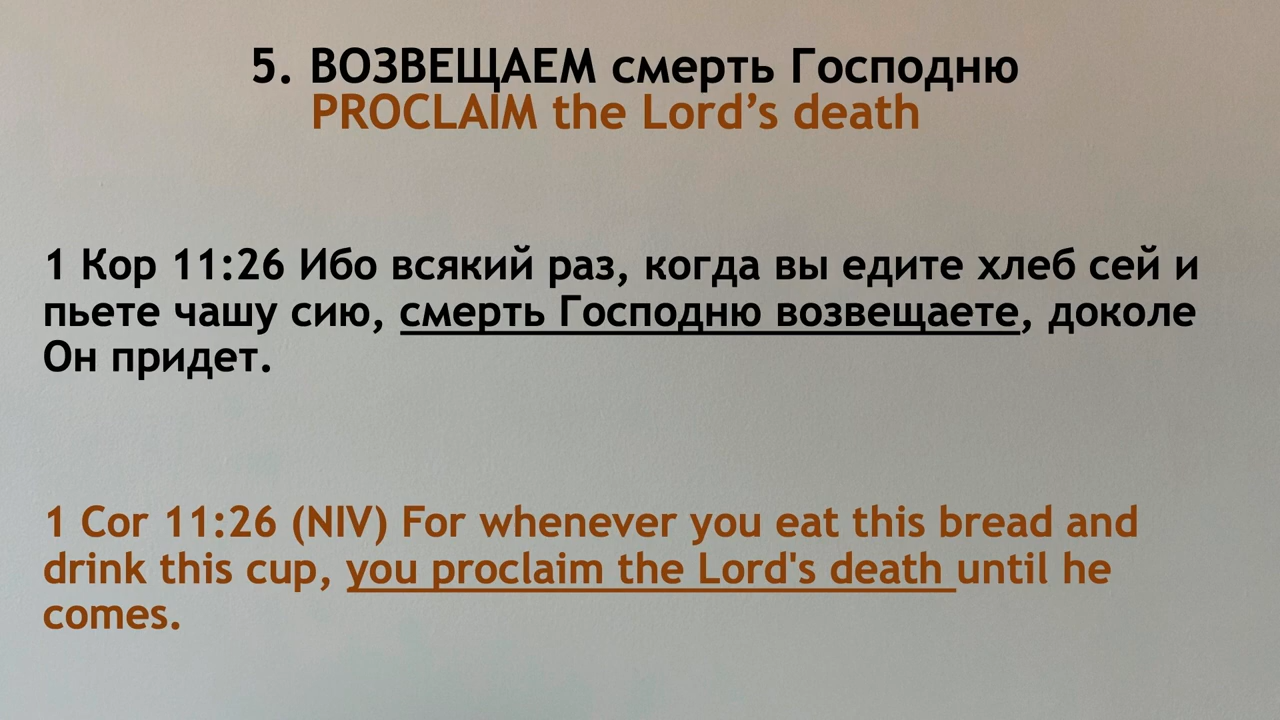 5. ВОЗВЕЩАЕМ смерть Господню
PROCLAIM the Lord’s death
1 Кор 11:26 Ибо всякий раз, когда вы едите хлеб сей и
пьете чашу сию, смерть Господню возвещаете, доколе
Он придет.
1 Cor 11:26 (NIV) For whenever you eat this bread and
drink this cup, you proclaim the Lord's death until he
comes.